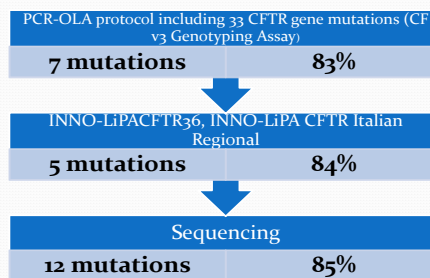 PCR-OLA protocol including 33 CFTR gene mutations (CF
v3 Genotyping Assay)
7 mutations 83%
INNO-LiPACFTR36, INNO-LiPA CFTR Italian
Regional
5 mutations 84%
Sequencing
12 mutations 85%